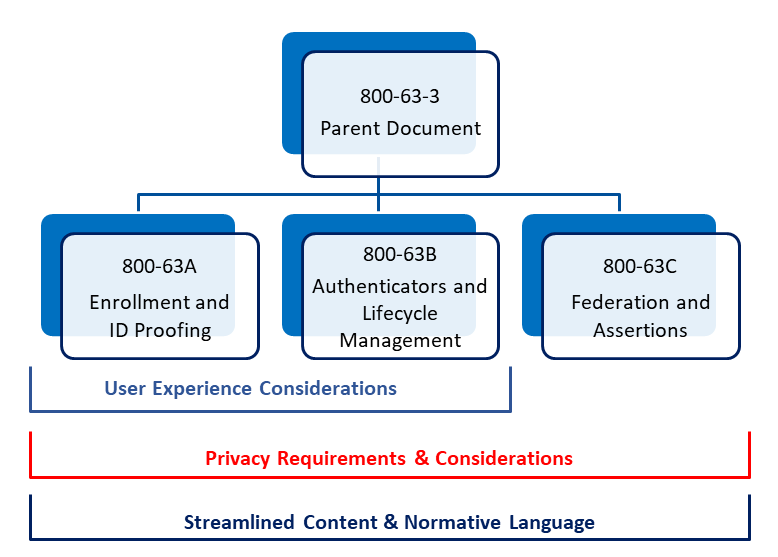 800-63-3
Parent Document
800-63A
Enrollment and
ID Proofing
800-63B
Authenticators and
Lifecycle
Management
800-63C
Federation and
Assertions
User Experience Considerations
Privacy Requirements & Considerations
Streamlined Content & Normative Language